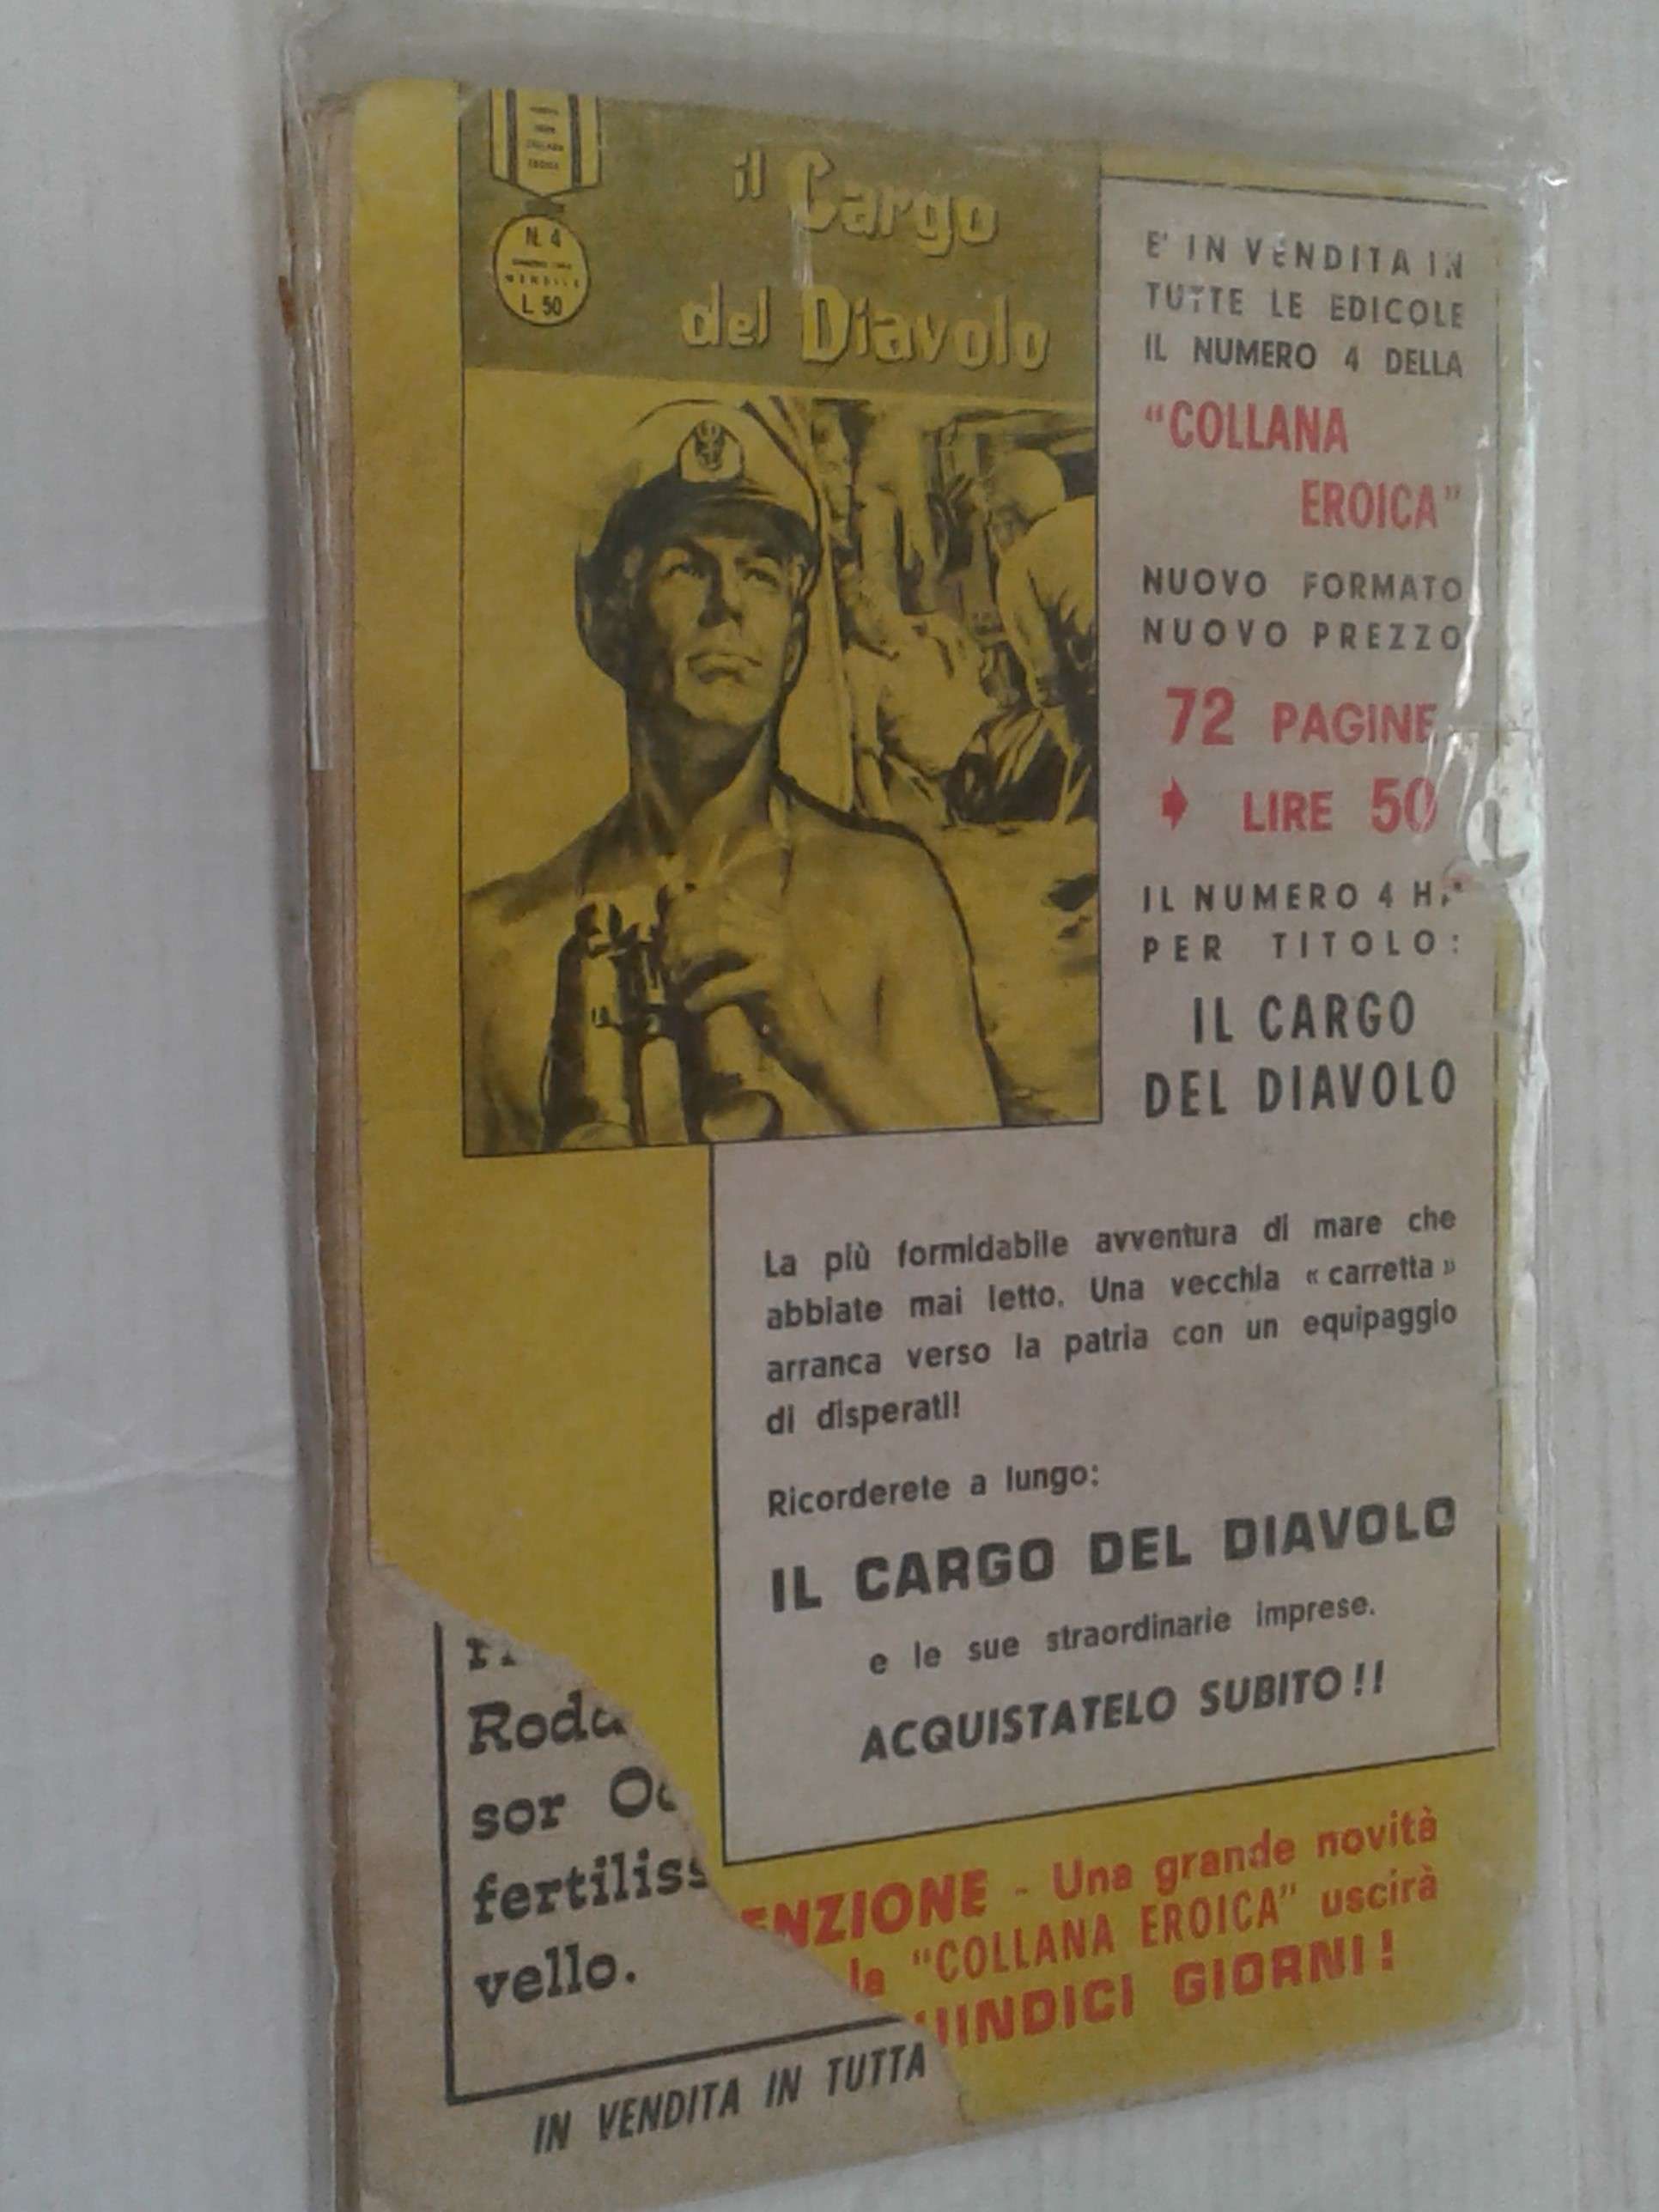 N. 4
MENSILE
L. 50
il Cargo
del Diavolo
E' IN VENDITA IN
TUTTE LE EDICOLE
IL NUMERO 4 DELLA
"COLLANA
EROICA"
NUOVO FORMATO
NUOVO PREZZO
72 PAGINE
LIRE 50
IL NUMERO 4 HA
PER TITOLO:
IL CARGO
DEL DIAVOLO
La più formidabile avventura di mare che
abbiate mai letto. Una vecchia « carretta »
arranca verso la patria con un equipaggio
di disperati!
Ricorderete a lungo:
IL CARGO DEL DIAVOLO
e le sue straordinarie imprese.
ACQUISTATELO SUBITO!!
ENZIONE - Una grande novità
la "COLLANA EROICA" uscirà
UINDICI GIORNI!
Roda
sor Oc
fertiliss
vello.
IN VENDITA IN TUTTA